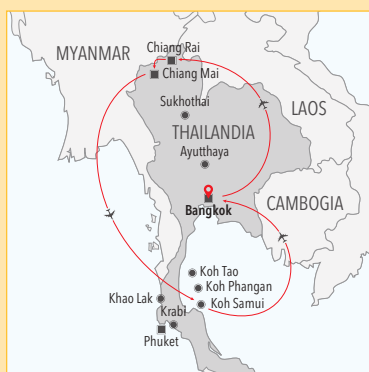 Chiang Rai
MYANMAR
Chiang Mai
Sukhothai
LAOS
THAILANDIA
Ayutthaya
CAMBOGIA
Bangkok
Koh Tao
Koh Phangan
Khao Lak
Koh Samui
Krabi
Phuket